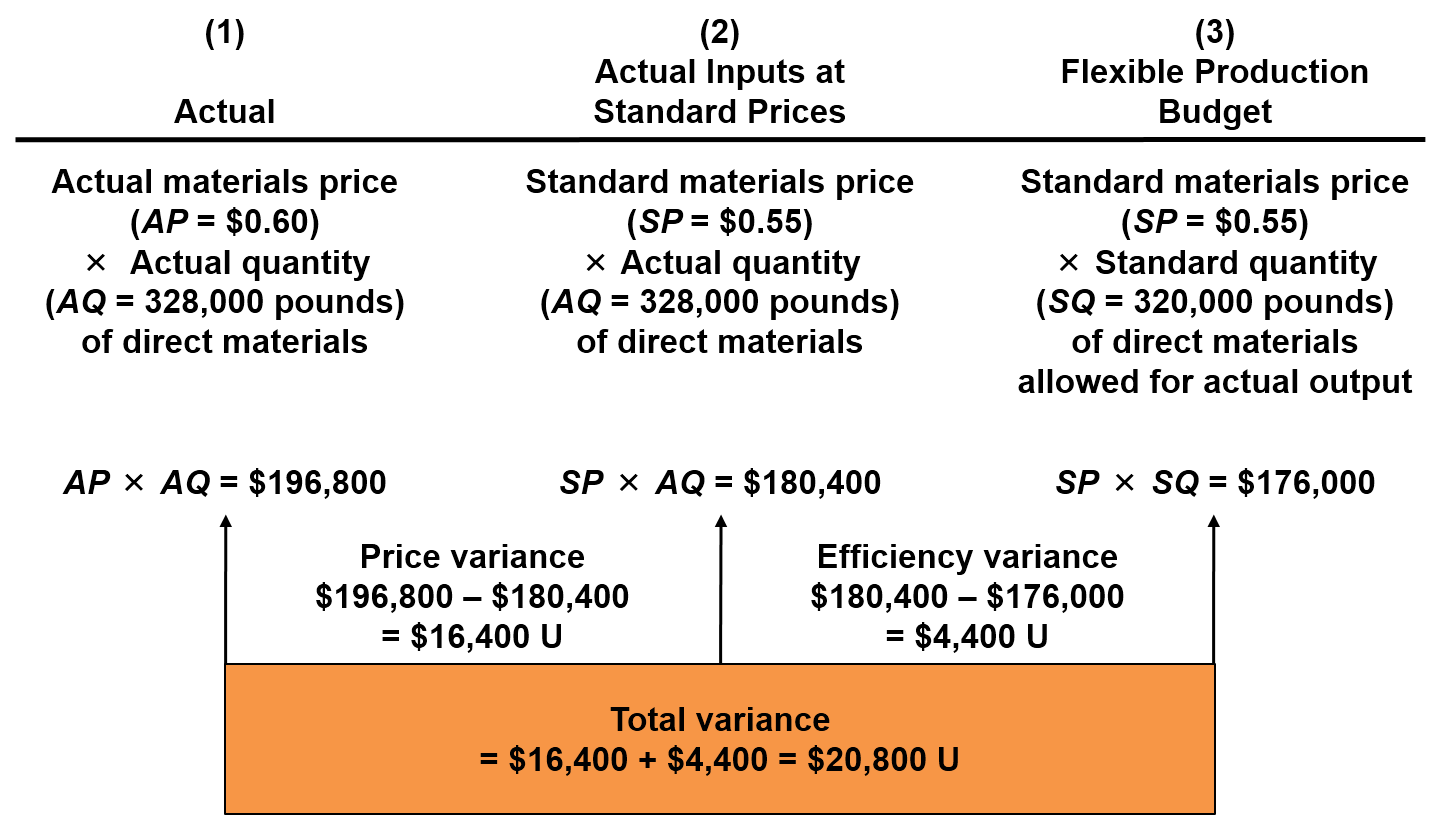 (1)
Actual
(2)
Actual Inputs at
Standard Prices
(3)
Flexible Production
Budget
Actual materials price
(AP = $0.60)
× Actual quantity
(AQ = 328,000 pounds)
of direct materials
Standard materials price
(SP = $0.55)
× Actual quantity
(AQ = 328,000 pounds)
of direct materials
Standard materials price
(SP = $0.55)
× Standard quantity
(SQ = 320,000 pounds)
of direct materials
allowed for actual output
AP × AQ = $196,800
SP × AQ = $180,400
SP × SQ = $176,000
Price variance
$196,800 – $180,400
= $16,400 U
Efficiency variance
$180,400 – $176,000
= $4,400 U
Total variance
= $16,400 + $4,400 = $20,800 U